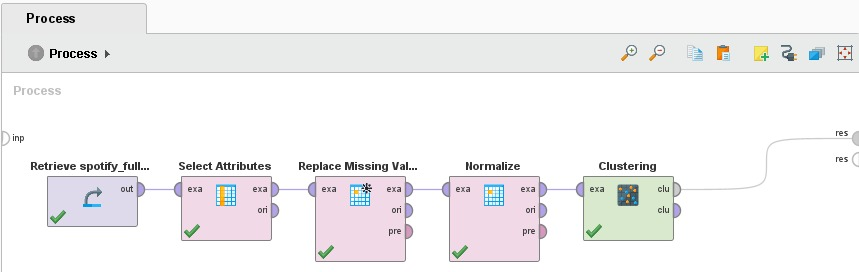 Process
Process
Process
inp
res
res
Retrieve spotify_full...
Select Attributes
Replace Missing Val...
Normalize
Clustering
out
exa
exa
ori
exa
exa
ori
pre
exa
exa
ori
pre
exa
clu
clu